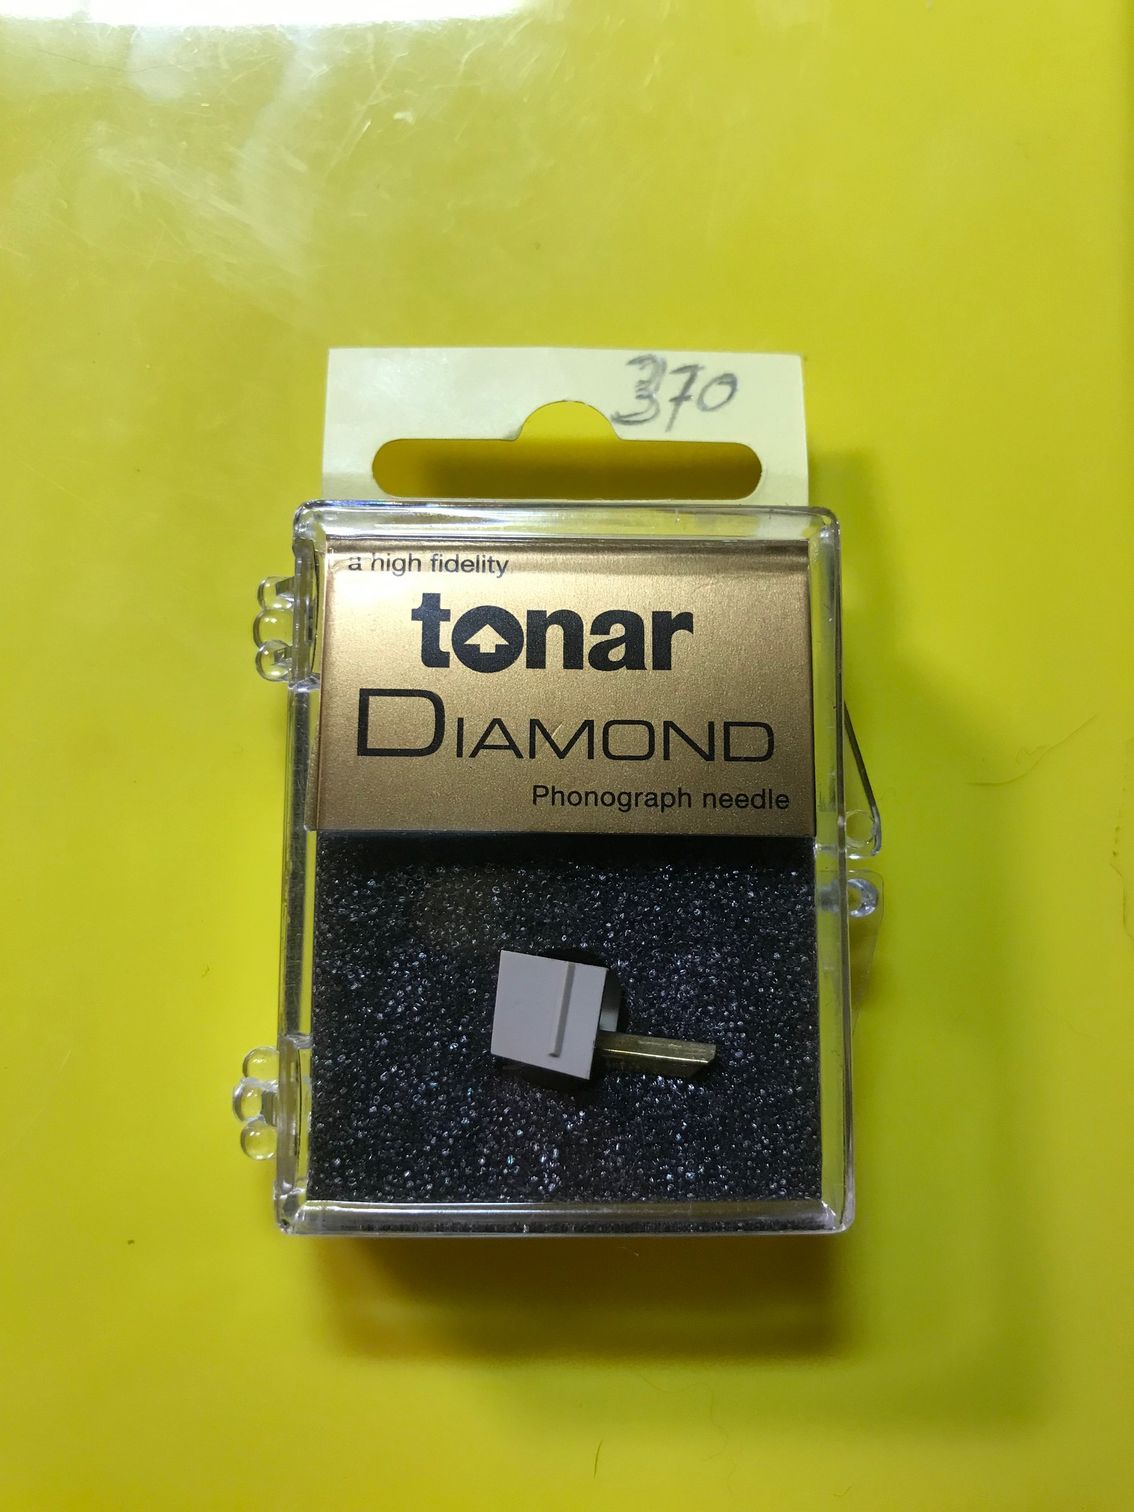 370
a high fidelity
tonar
DIAMOND
Phonograph needle